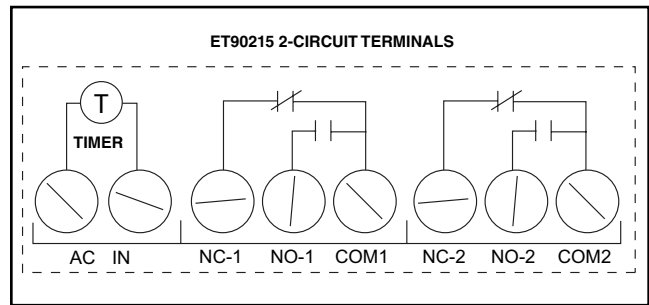 ET90215 2-CIRCUIT TERMINALS
T
TIMER
AC IN NC-1 NO-1 COM1 NC-2 NO-2 COM2